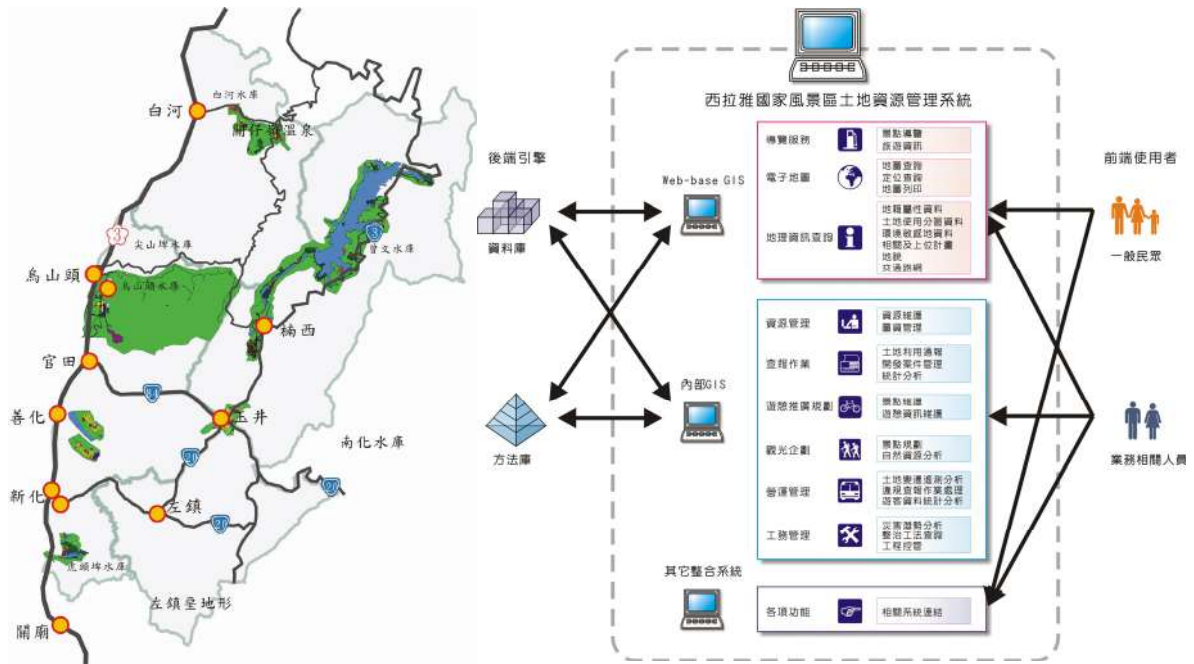 白河水庫
白河
關仔嶺溫泉
3
3
曾文水庫
尖山埤水庫
烏山頭
烏山頭水庫
楠西
官田
84
善化
玉井
20
南化水庫
新化
左鎮
20
20
虎頭埤水庫
左鎮堊地形
關廟
西拉雅國家風景區土地資源管理系統
後端引擎
資料庫
方法庫
Web-base GIS
導覽服務
景點導覽
旅遊資訊
電子地圖
地圖查詢
定位查詢
地圖列印
地理資訊查詢
地籍屬性資料
土地使用分區資料
環境敏感地資料
相關及上位計畫
地貌
交通路網
內部GIS
資源管理
資源維護
圖資管理
查報作業
土地利用通報
開發案件管理
統計分析
遊憩推廣規劃
景點維護
遊憩資訊維護
觀光企劃
景點規劃
自然資源分析
營運管理
土地變遷遙測分析
違規查報作業處理
遊客資料統計分析
工務管理
災害潛勢分析
整治工法查詢
工程控管
其它整合系統
各項功能
相關系統連結
前端使用者
一般民眾
業務相關人員